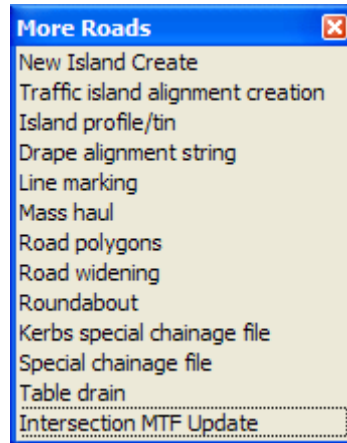 More Roads
New Island Create
Traffic island alignment creation
Island profile/tin
Drape alignment string
Line marking
Mass haul
Road polygons
Road widening
Roundabout
Kerbs special chainage file
Special chainage file
Table drain
Intersection MTF Update